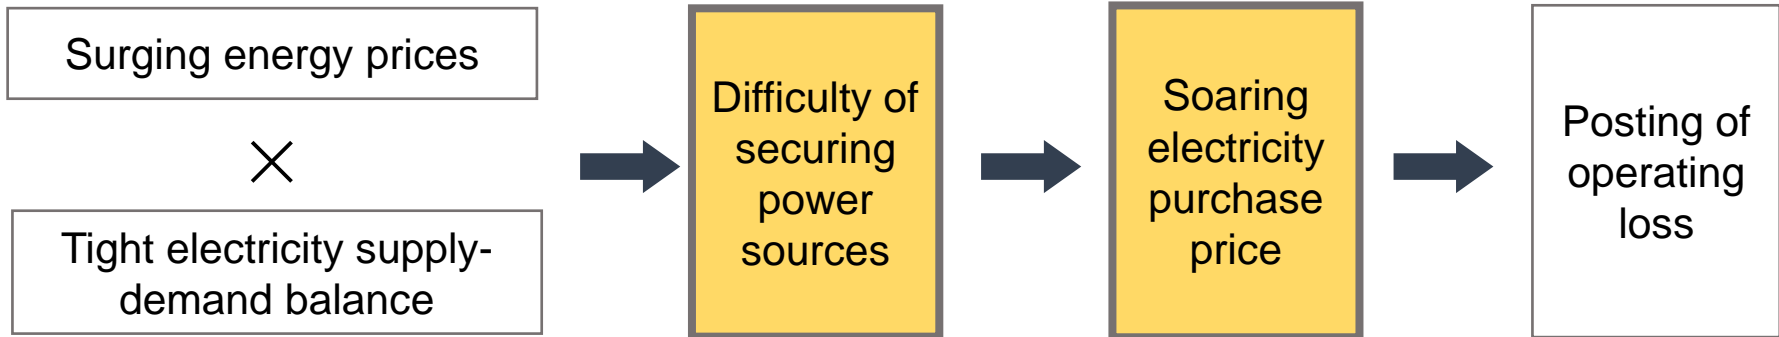 Surging energy prices
×
Tight electricity supply-
demand balance
Difficulty of
securing
power
sources
Soaring
electricity
purchase
price
Posting of
operating
loss